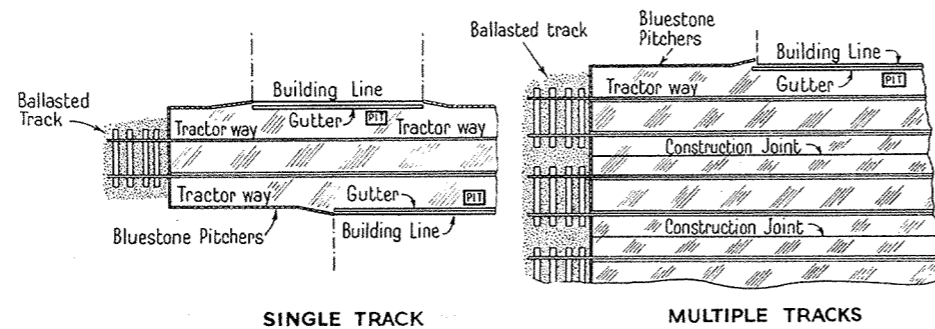 Ballasted
Track
Building Line
Gutter
PIT
Tractor way
Tractor way
Tractor way
Gutter
PIT
Building Line
Bluestone Pitchers
SINGLE TRACK
Ballasted track
Bluestone
Pitchers
Building Line
Tractor way
Gutter
PIT
Construction Joint
Construction Joint
MULTIPLE TRACKS